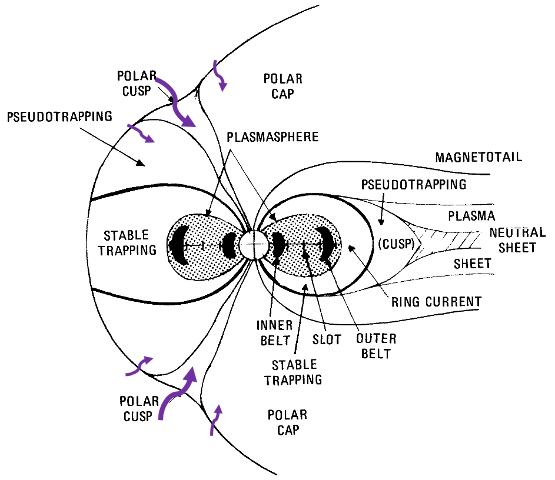 POLAR
CUSP
POLAR
CAP
PSEUDOTRAPPING
PLASMASPHERE
MAGNETOTAIL
PSEUDOTRAPPING
PLASMA
NEUTRAL
SHEET
STABLE
TRAPPING
(CUSP)
SHEET
RING CURRENT
INNER
BELT
SLOT
OUTER
BELT
STABLE
TRAPPING
POLAR
CUSP
POLAR
CAP